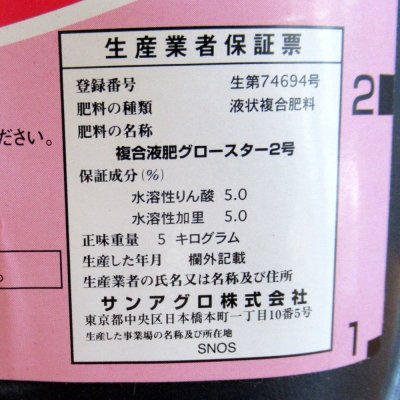 生産業者保証票
登録番号 生第74694号
肥料の種類 液状複合肥料
肥料の名称
複合液肥グロースター2号
保証成分(%)
水溶性りん酸 5.0
水溶性加里 5.0
正味重量 5 キログラム
生産した年月 欄外記載
生産業者の氏名又は名称及び住所
サンアグロ株式会社
東京都中央区日本橋本町一丁目10番5号
生産した事業場の名称及び所在地
SNOS
ださい。
2
1